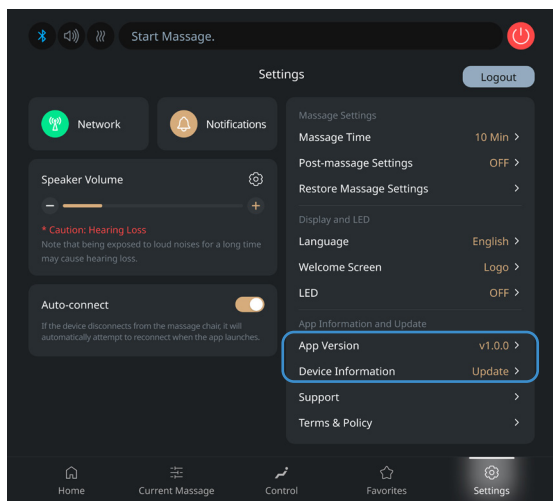 Start Massage.
Settings
Logout
Network
Notifications
Speaker Volume
* Caution: Hearing Loss
Note that being exposed to loud noises for a long time
may cause hearing loss.
Auto-connect
If the device disconnects from the massage chair, it will
automatically attempt to reconnect when the app launches.
Massage Settings
Massage Time 10 Min >
Post-massage Settings OFF >
Restore Massage Settings >
Display and LED
Language English >
Welcome Screen Logo >
LED OFF >
App Information and Update
App Version v1.0.0 >
Device Information Update >
Support >
Terms & Policy >
Home
Current Massage
Control
Favorites
Settings